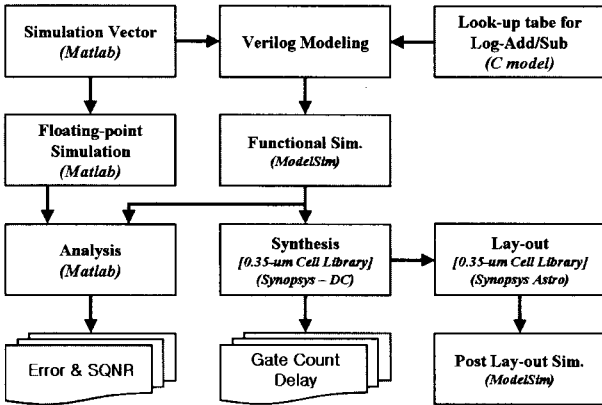 Simulation Vector
(Matlab)
Verilog Modeling
Look-up tabe for
Log-Add/Sub
(C model)
Floating-point
Simulation
(Matlab)
Functional Sim.
(ModelSim)
Analysis
(Matlab)
Synthesis
[0.35-um Cell Library]
(Synopsys – DC)
Lay-out
[0.35-um Cell Library]
(Synopsys Astro)
Error & SQNR
Gate Count
Delay
Post Lay-out Sim.
(ModelSim)